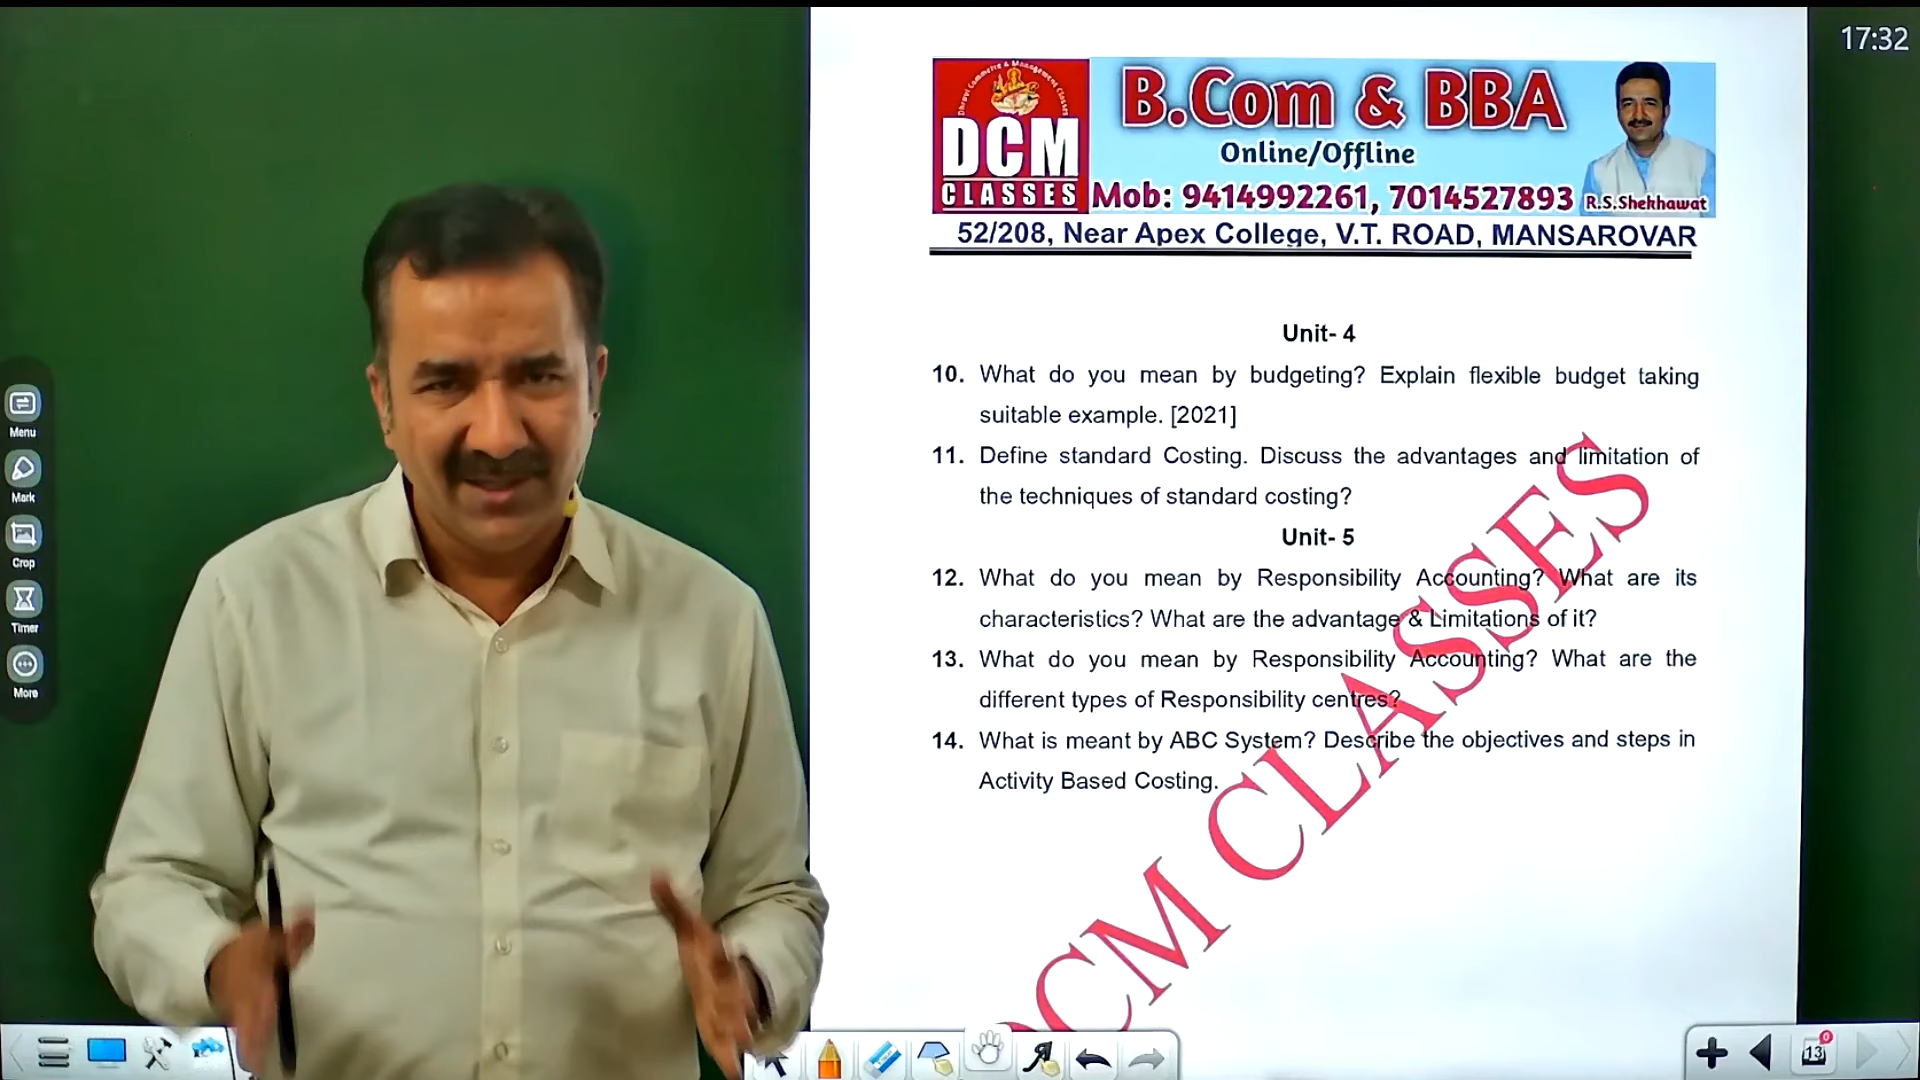 17:32
Dhruvi Commerce & Management Classes
DCM
CLASSES
B.Com & BBA
Online/Offline
Mob: 9414992261, 7014527893
R.S.Shekhawat
52/208, Near Apex College, V.T. ROAD, MANSAROVAR
Unit- 4
10. What do you mean by budgeting? Explain flexible budget taking
suitable example. [2021]
11. Define standard Costing. Discuss the advantages and limitation of
the techniques of standard costing?
Unit- 5
12. What do you mean by Responsibility Accounting? What are its
characteristics? What are the advantage & Limitations of it?
13. What do you mean by Responsibility Accounting? What are the
different types of Responsibility centres?
14. What is meant by ABC System? Describe the objectives and steps in
Activity Based Costing.
DCM CLASSES
Menu
Mark
Crop
Timer
More
13
0